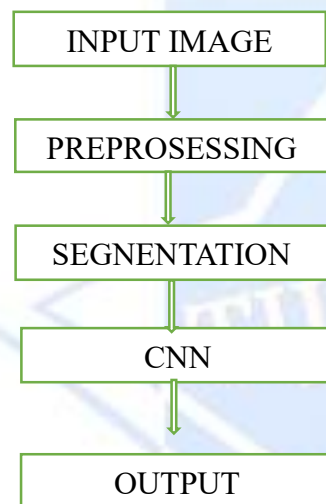 INPUT IMAGE
PREPROSESSING
SEGNENTATION
CNN
OUTPUT